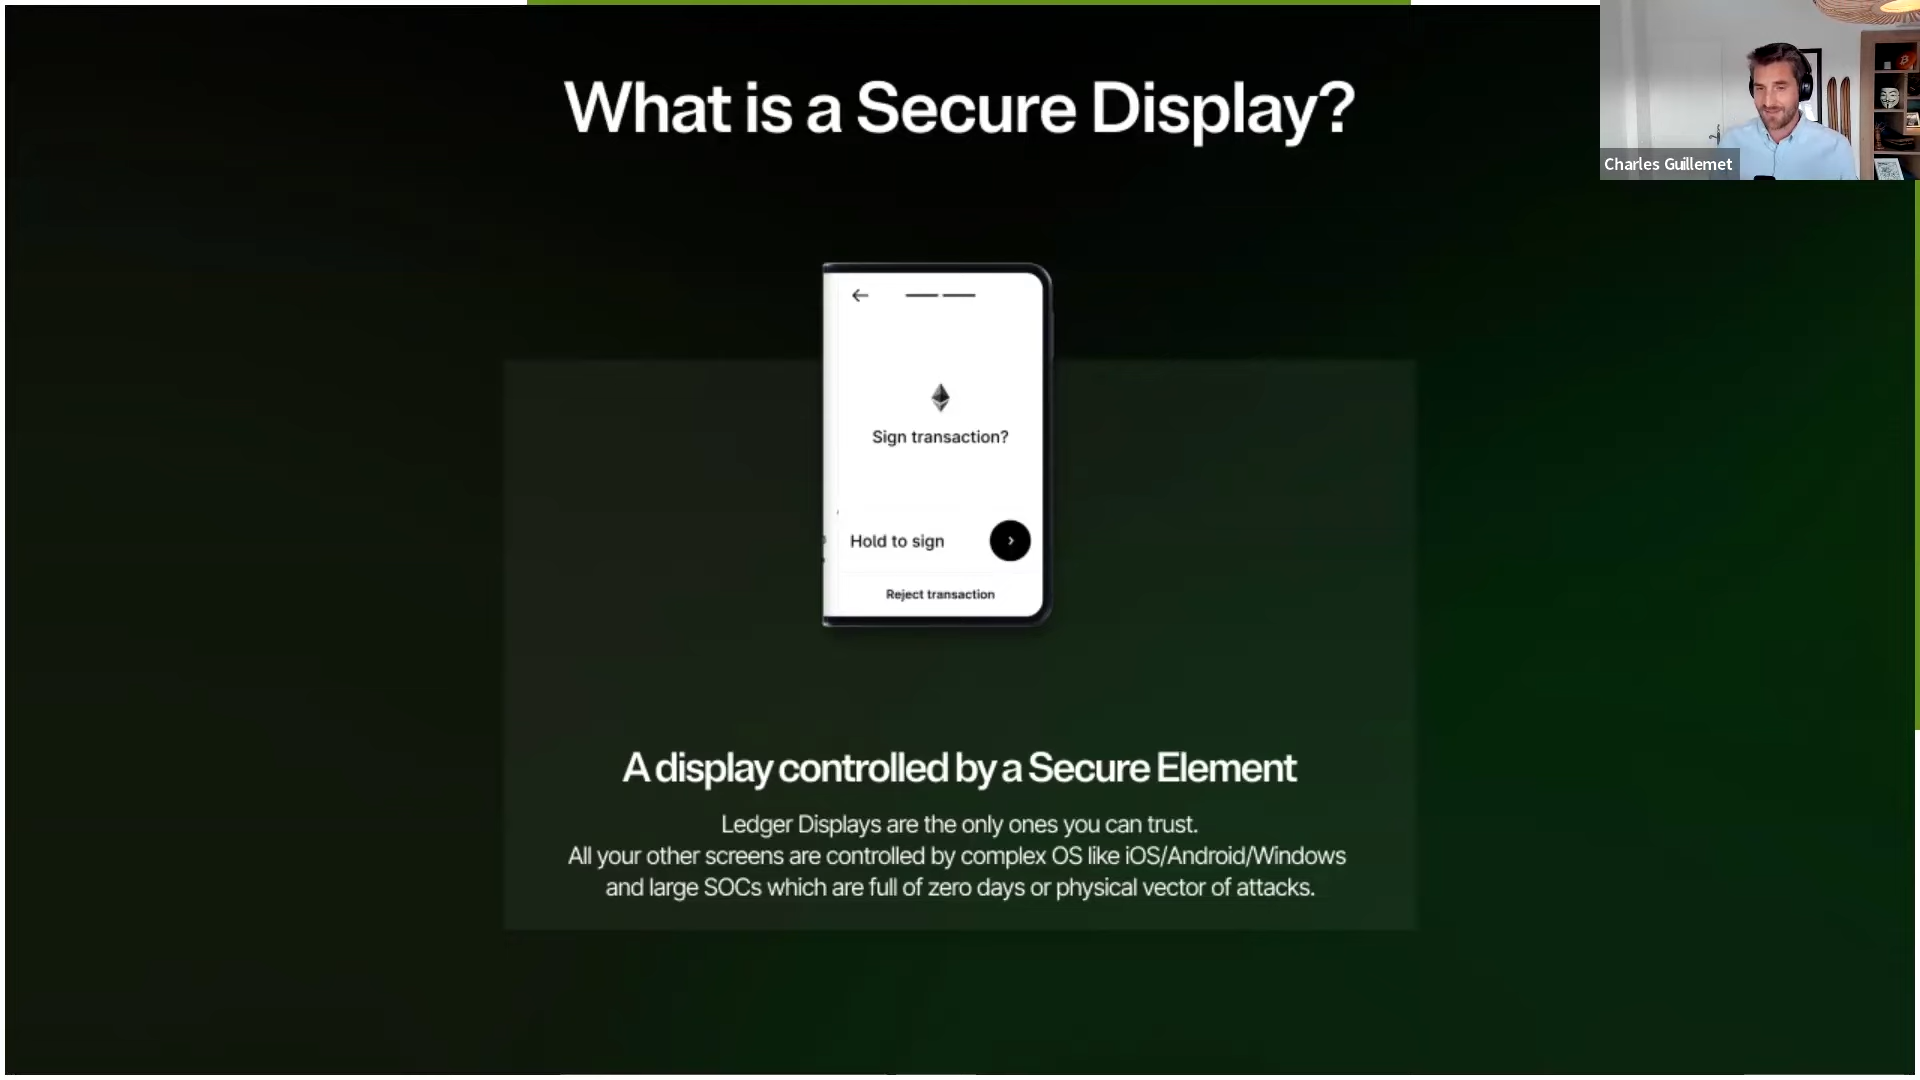 What is a Secure Display?
Charles Guillemet
Sign transaction?
Hold to sign
Reject transaction
A display controlled by a Secure Element
Ledger Displays are the only ones you can trust.
All your other screens are controlled by complex OS like iOS/Android/Windows
and large SOCs which are full of zero days or physical vector of attacks.